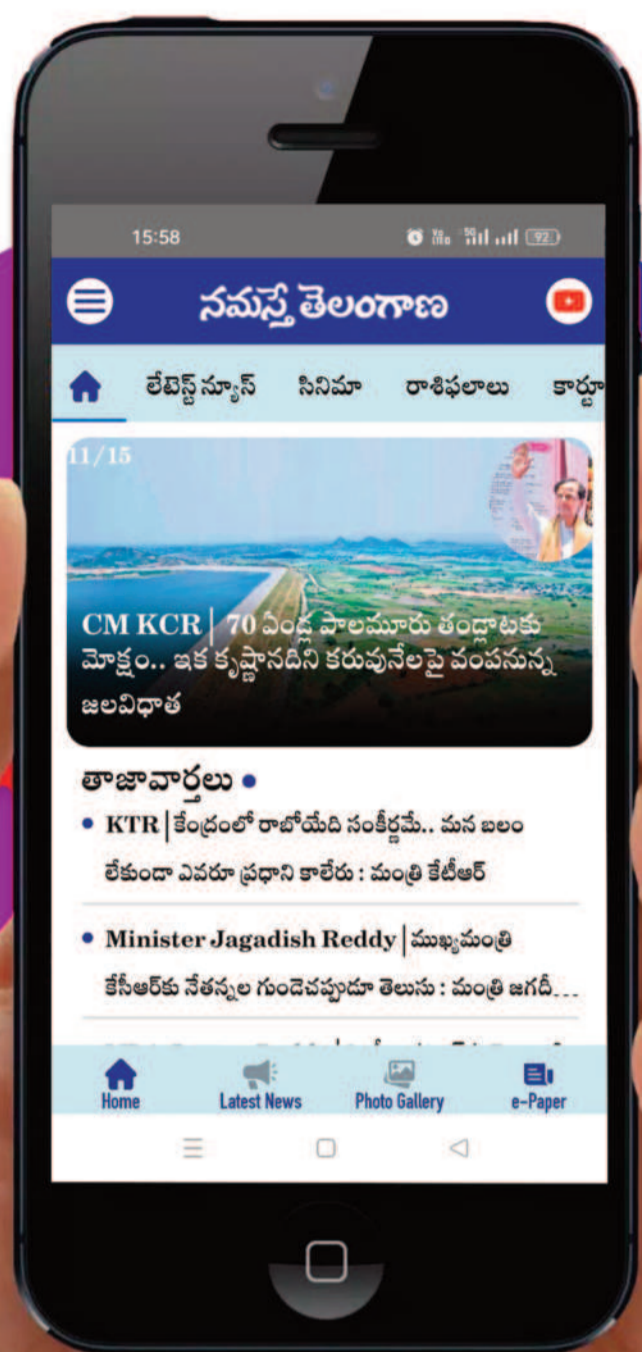 15:58
5G
92
నమస్తే తెలంగాణ
లేటెస్ట్ న్యూస్ సినిమా రాశిఫలాలు కార్టూ
11/15
CM KCR | 70 ఏండ్ల పాలమూరు తండ్లాటకు
మోక్షం.. ఇక కృష్ణానదిని కరువునేలపై వంపనున్న
జలవిధాత
తాజావార్తలు
KTR | కేంద్రంలో రాబోయేది సంకీర్ణమే.. మన బలం
లేకుండా ఎవరూ ప్రధాని కాలేరు : మంత్రి కేటీఆర్
Minister Jagadish Reddy | ముఖ్యమంత్రి
కేసీఆర్‌కు నేతన్నల గుండెచప్పుడూ తెలుసు : మంత్రి జగదీ...
Home Latest News Photo Gallery e-Paper